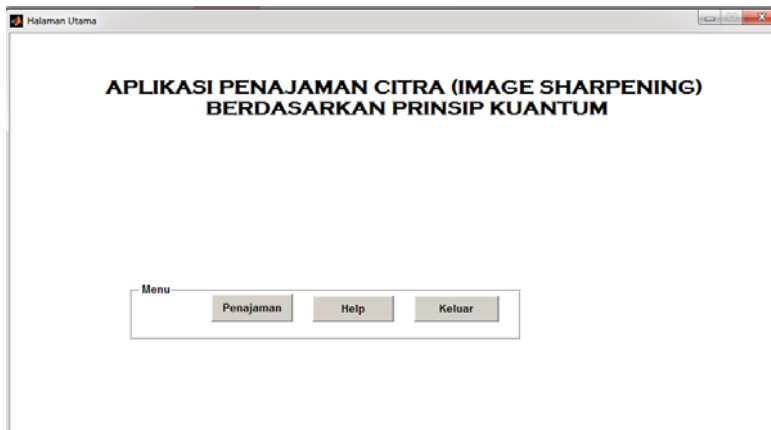 Halaman Utama
APLIKASI PENAJAMAN CITRA (IMAGE SHARPENING)
BERDASARKAN PRINSIP KUANTUM
Menu
Penajaman Help Keluar